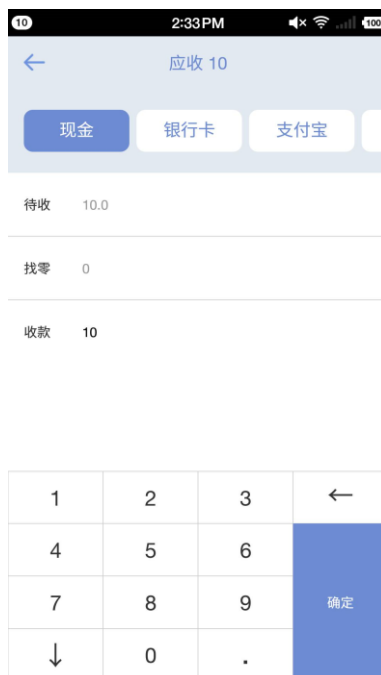 10 2:33PM 100
应收 10
现金 银行卡 支付宝
待收 10.0
找零 0
收款 10
1 2 3 ←
4 5 6
7 8 9 确定
↓ 0 .